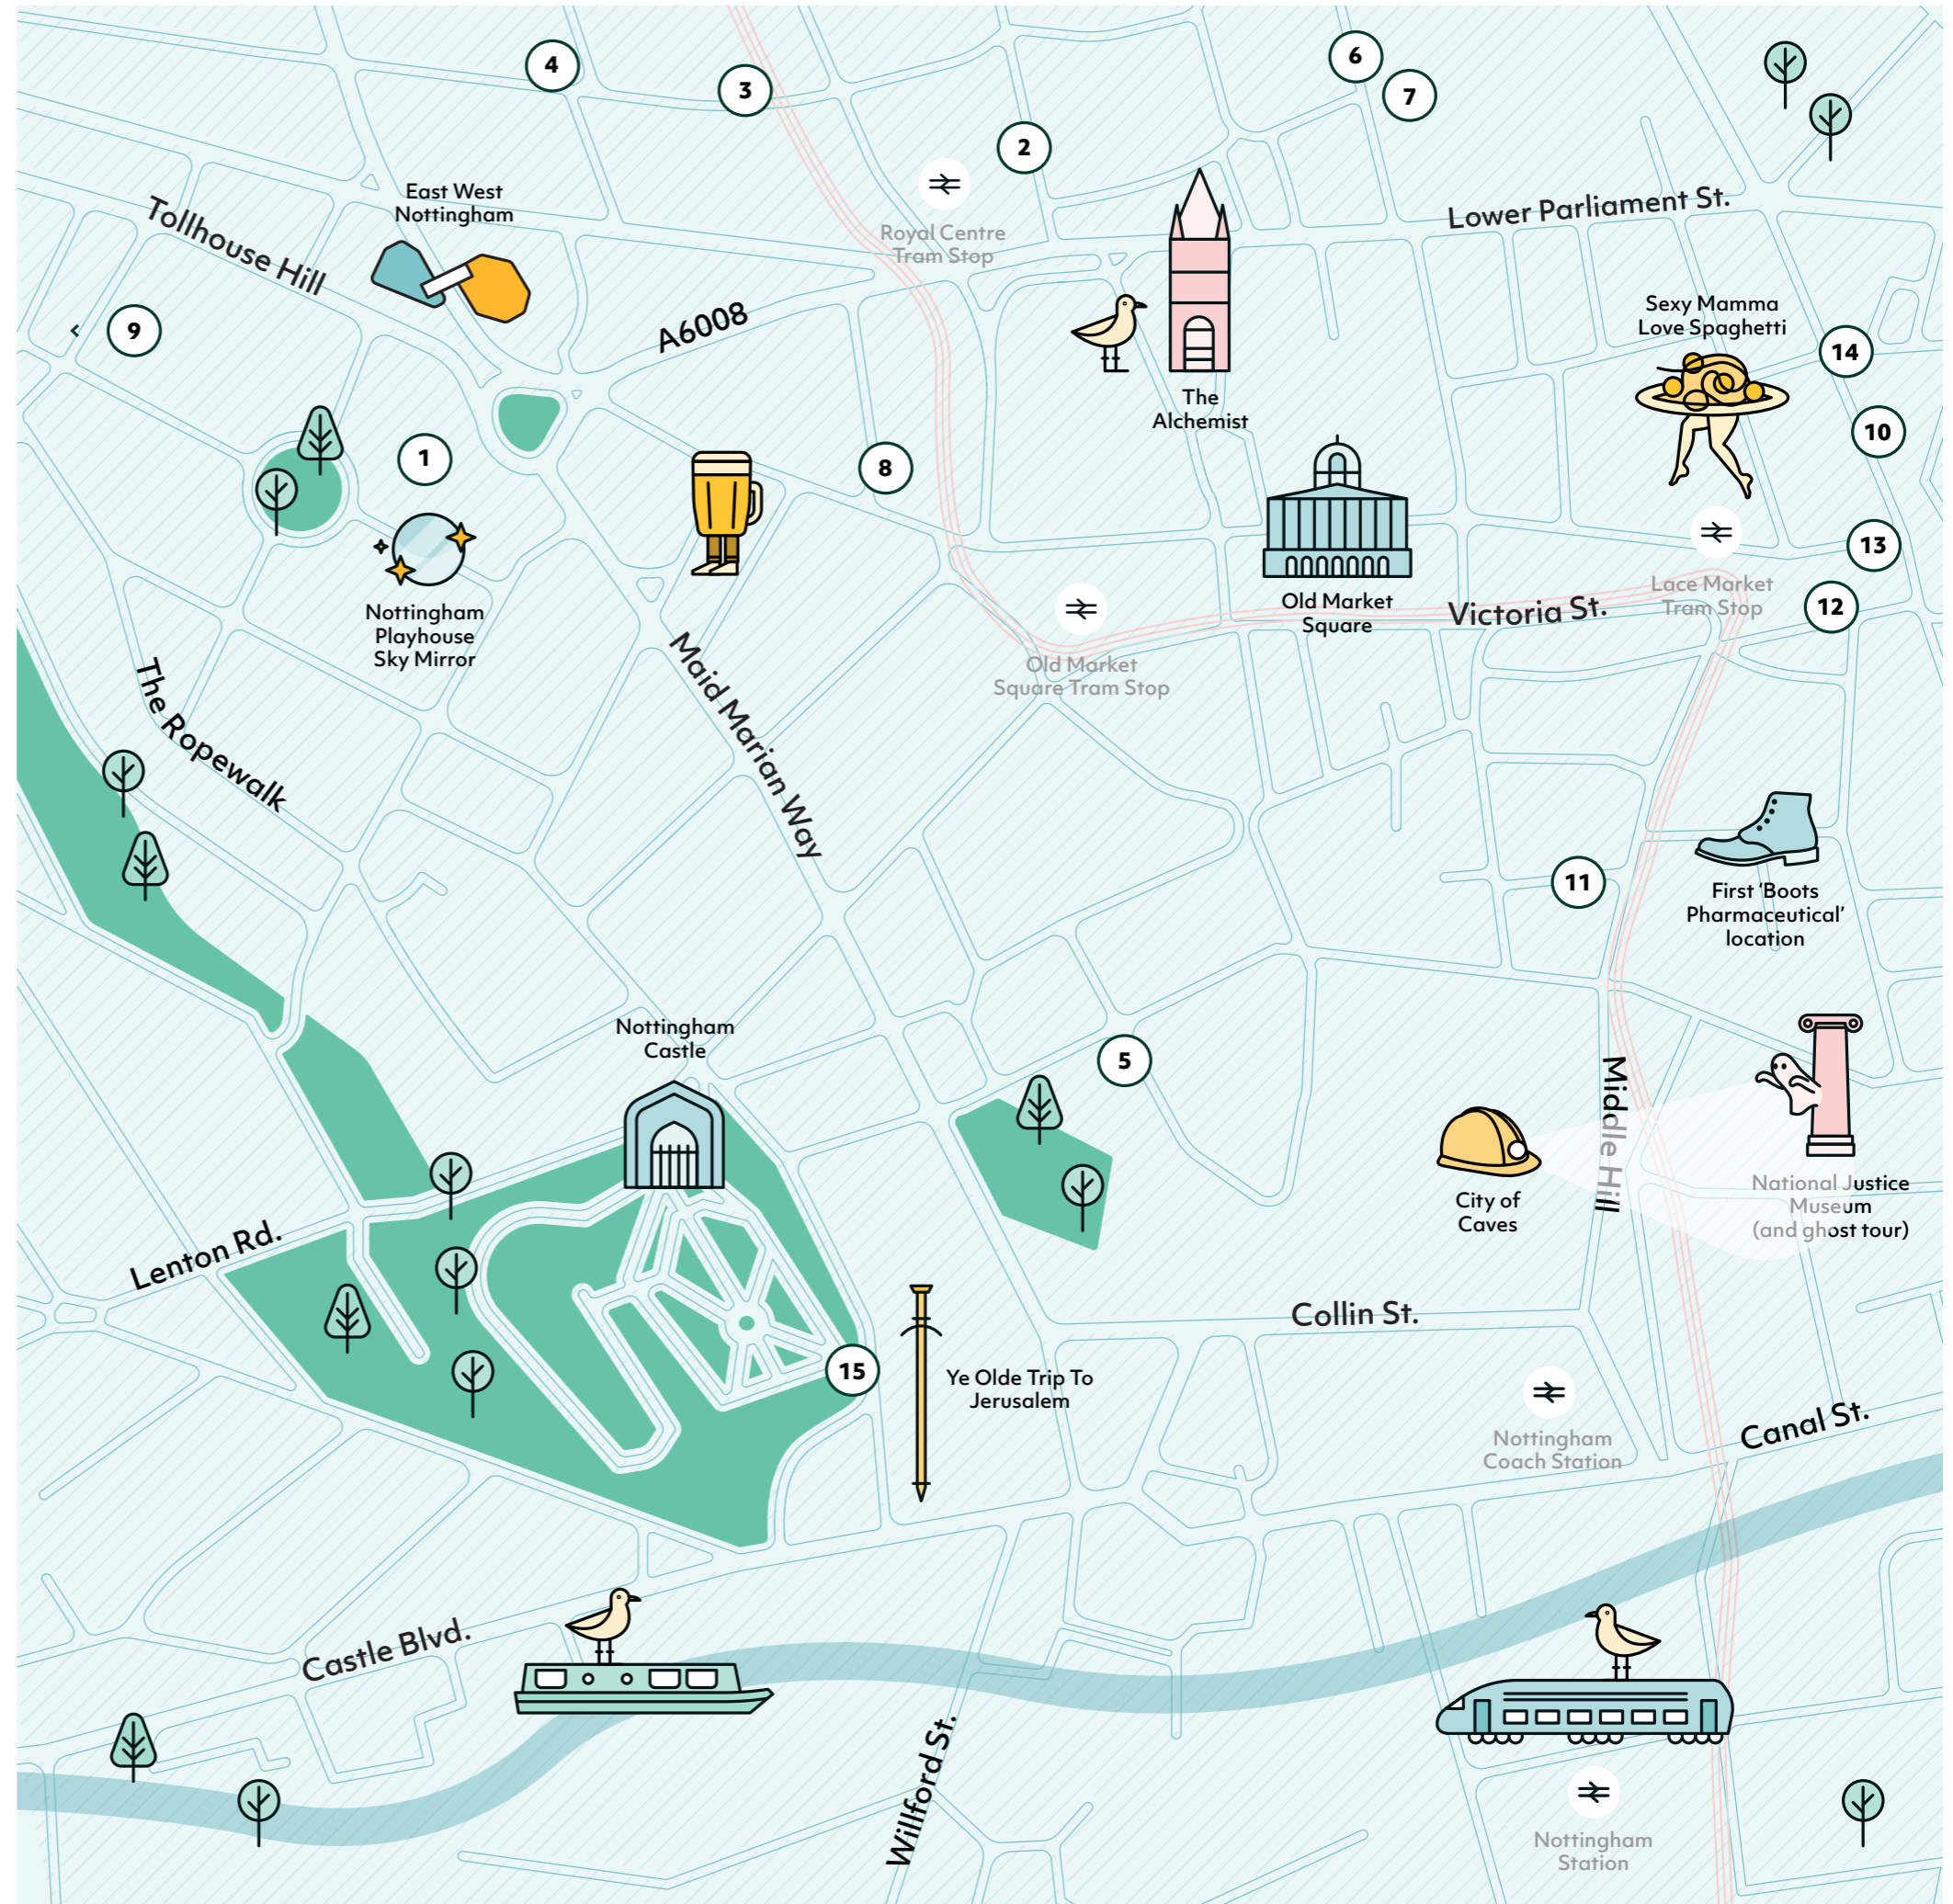 4
3
6
7
2
East West
Nottingham
Tollhouse Hill
Royal Centre
Tram Stop
Lower Parliament St.
9
A6008
Sexy Mamma
Love Spaghetti
14
The
Alchemist
10
1
8
13
Old Market
Square
Victoria St.
Lace Market
Tram Stop
12
Nottingham
Playhouse
Sky Mirror
Old Market
Square Tram Stop
The Ropewalk
Maid Marian Way
11
First ‘Boots
Pharmaceutical’
location
Nottingham
Castle
5
Middle Hill
City of
Caves
National Justice
Museum
(and ghost tour)
Lenton Rd.
Collin St.
15
Ye Olde Trip To
Jerusalem
Nottingham
Coach Station
Canal St.
Castle Blvd.
Willford St.
Nottingham
Station